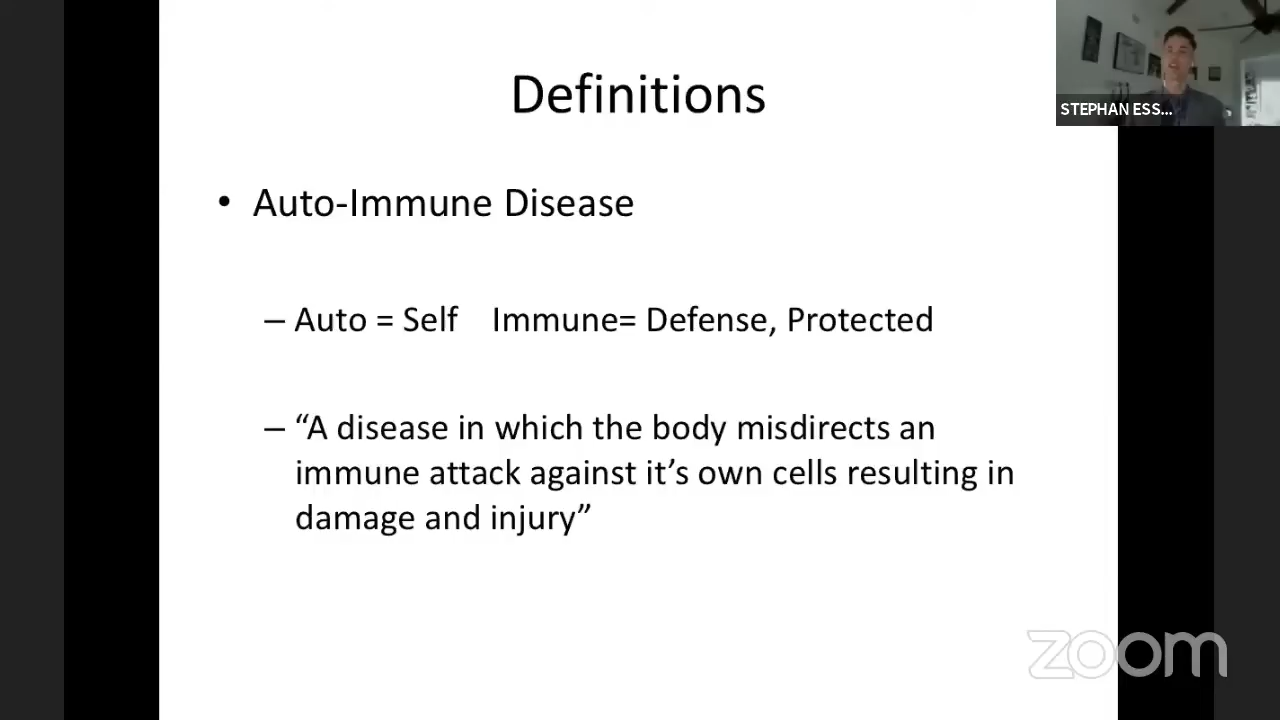 Definitions
STEPHAN ESS...
• Auto-Immune Disease
– Auto = Self Immune= Defense, Protected
– “A disease in which the body misdirects an
immune attack against it’s own cells resulting in
damage and injury”
zoom